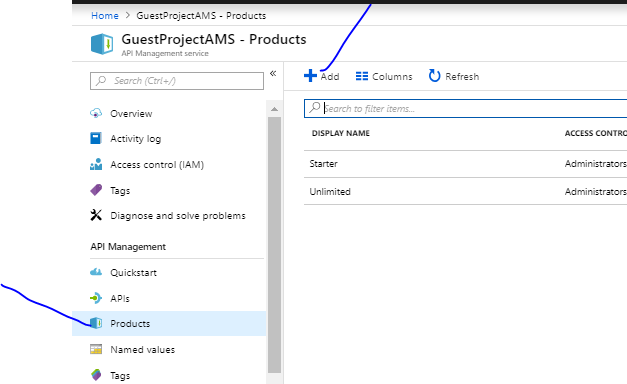 Home > GuestProjectAMS - Products
GuestProjectAMS - Products
API Management service
Search (Ctrl+/)
«
Overview
Activity log
Access control (IAM)
Tags
Diagnose and solve problems
API Management
Quickstart
APIs
Products
Named values
Tags
Add
Columns
Refresh
Search to filter items...
DISPLAY NAME
ACCESS CONTRO
Starter
Administrators
Unlimited
Administrators